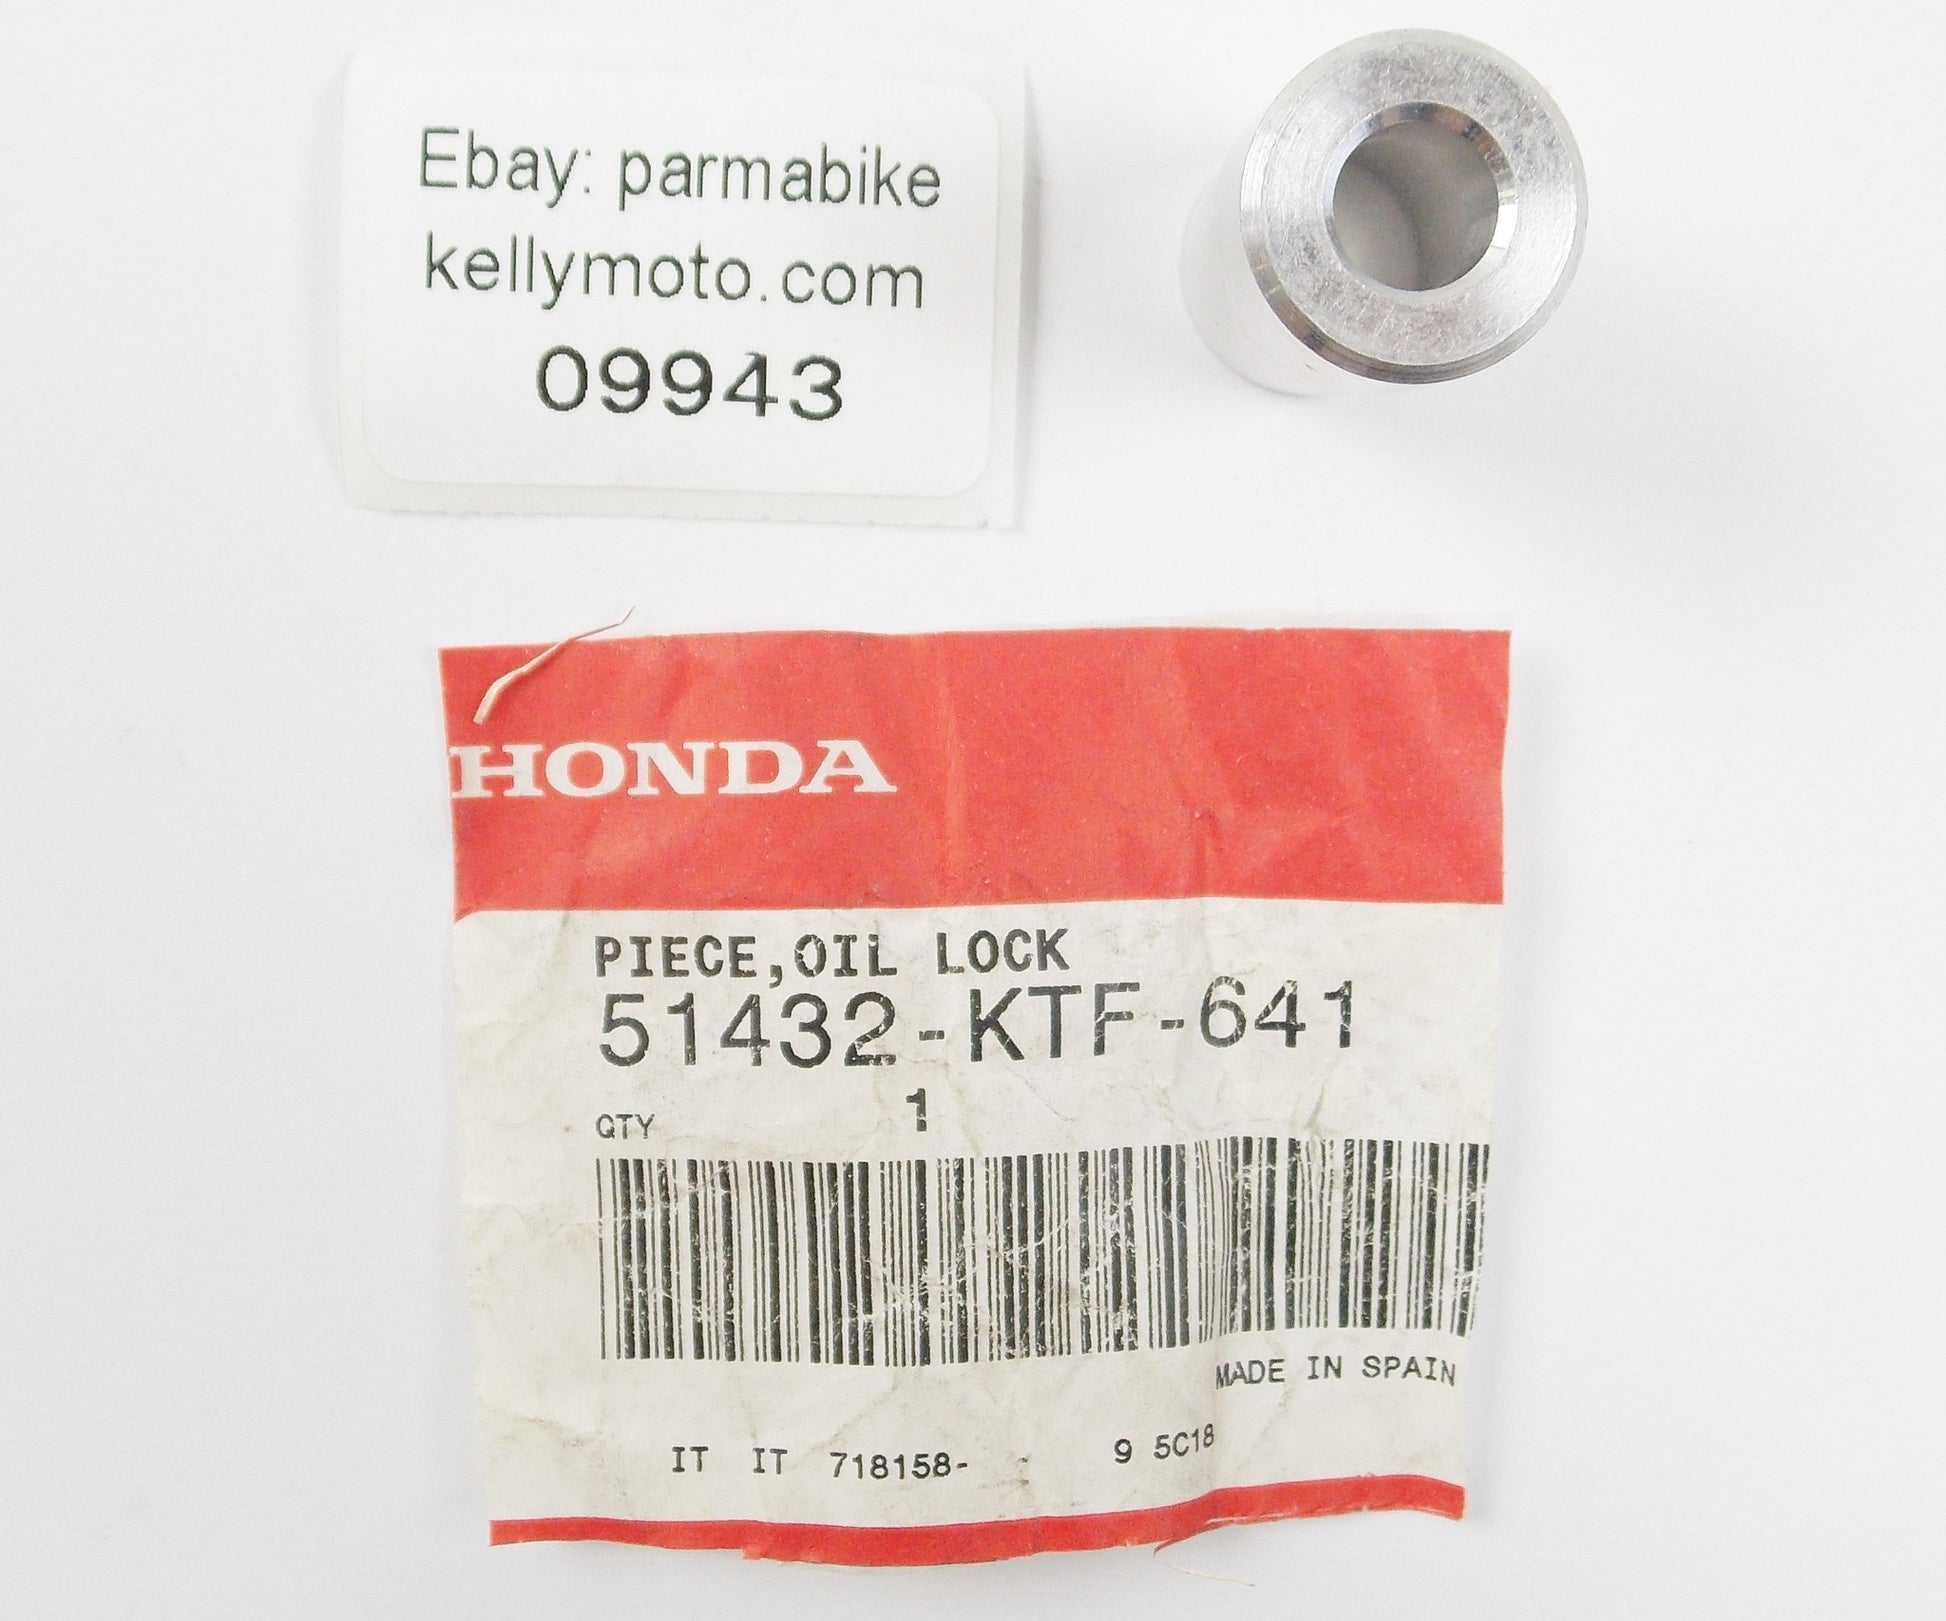 Ebay: parmabike
kellymoto.com
09943
HONDA
PIECE,OIL LOCK
51432-KTF-641
QTY 1
MADE IN SPAIN
IT IT 718158- - 9 5C18